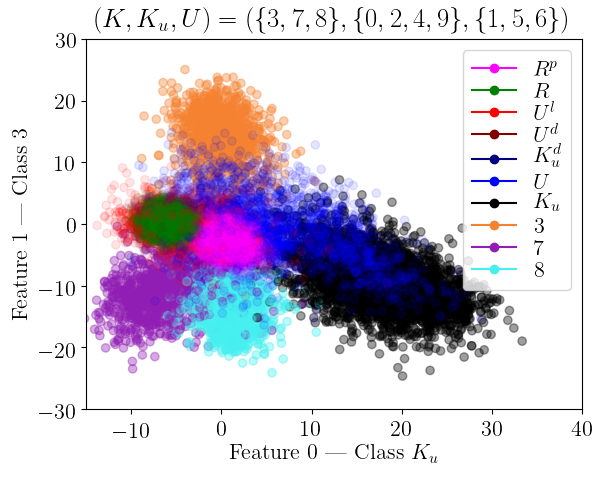 (K, K_u, U) = ({3, 7, 8}, {0, 2, 4, 9}, {1, 5, 6})
30
20
10
0
−10
−20
−30
Feature 1 — Class 3
R^p
R
U^l
U^d
K_u^d
U
K_u
3
7
8
−10
0
10
20
30
40
Feature 0 — Class K_u